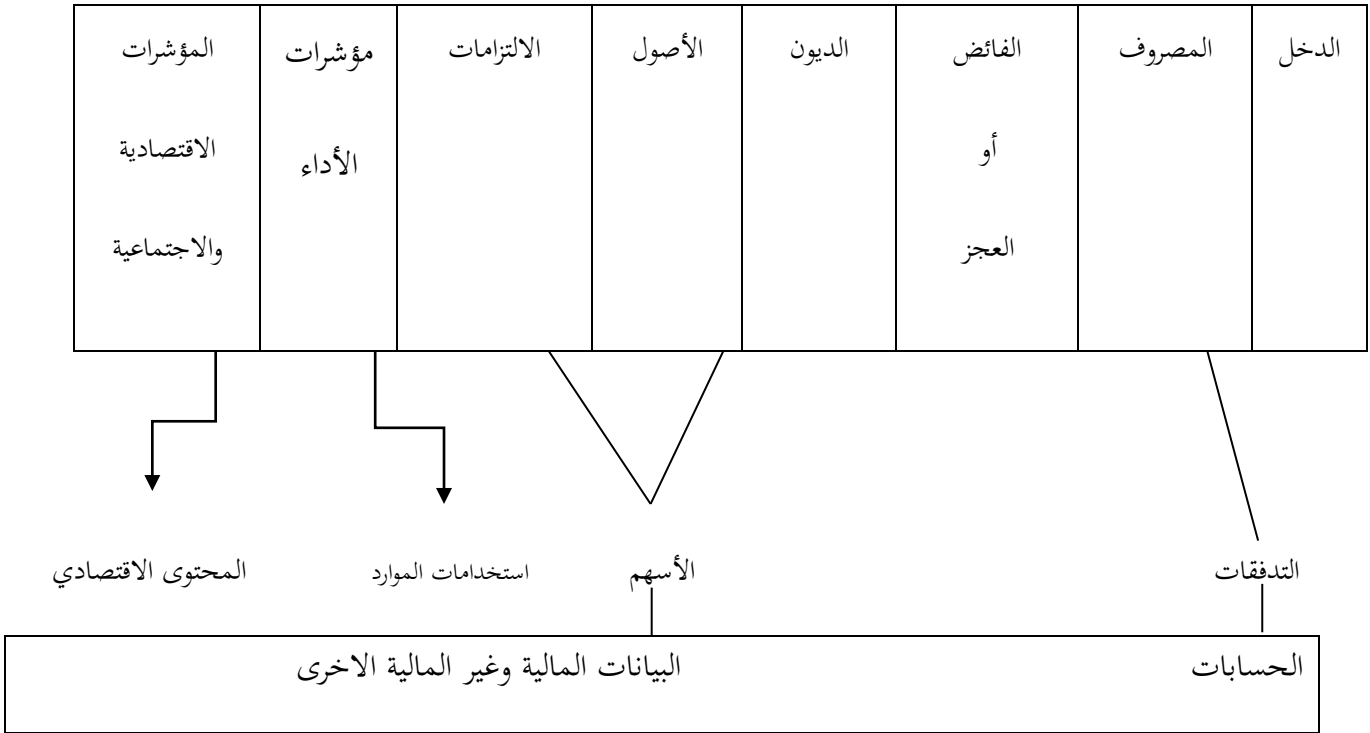 الدخل
المصروف
الفائض
أو
العجز
الديون
الأصول
الالتزامات
مؤشرات
الأداء
المؤشرات
الاقتصادية
والاجتماعية
التدفقات
الأسهم
استخدامات الموارد
المحتوى الاقتصادي
الحسابات
البيانات المالية وغير المالية الاخرى